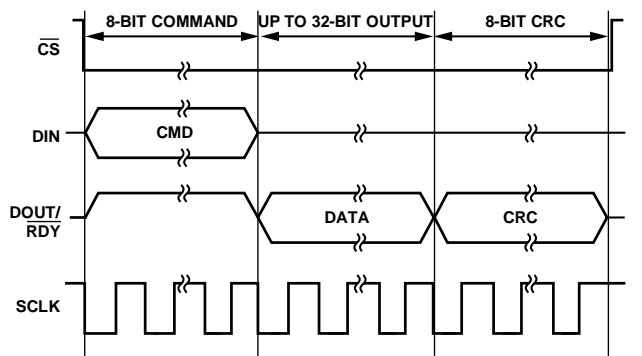 8-BIT COMMAND
UP TO 32-BIT OUTPUT
8-BIT CRC
CS
DIN
CMD
DOUT/
RDY
DATA
CRC
SCLK